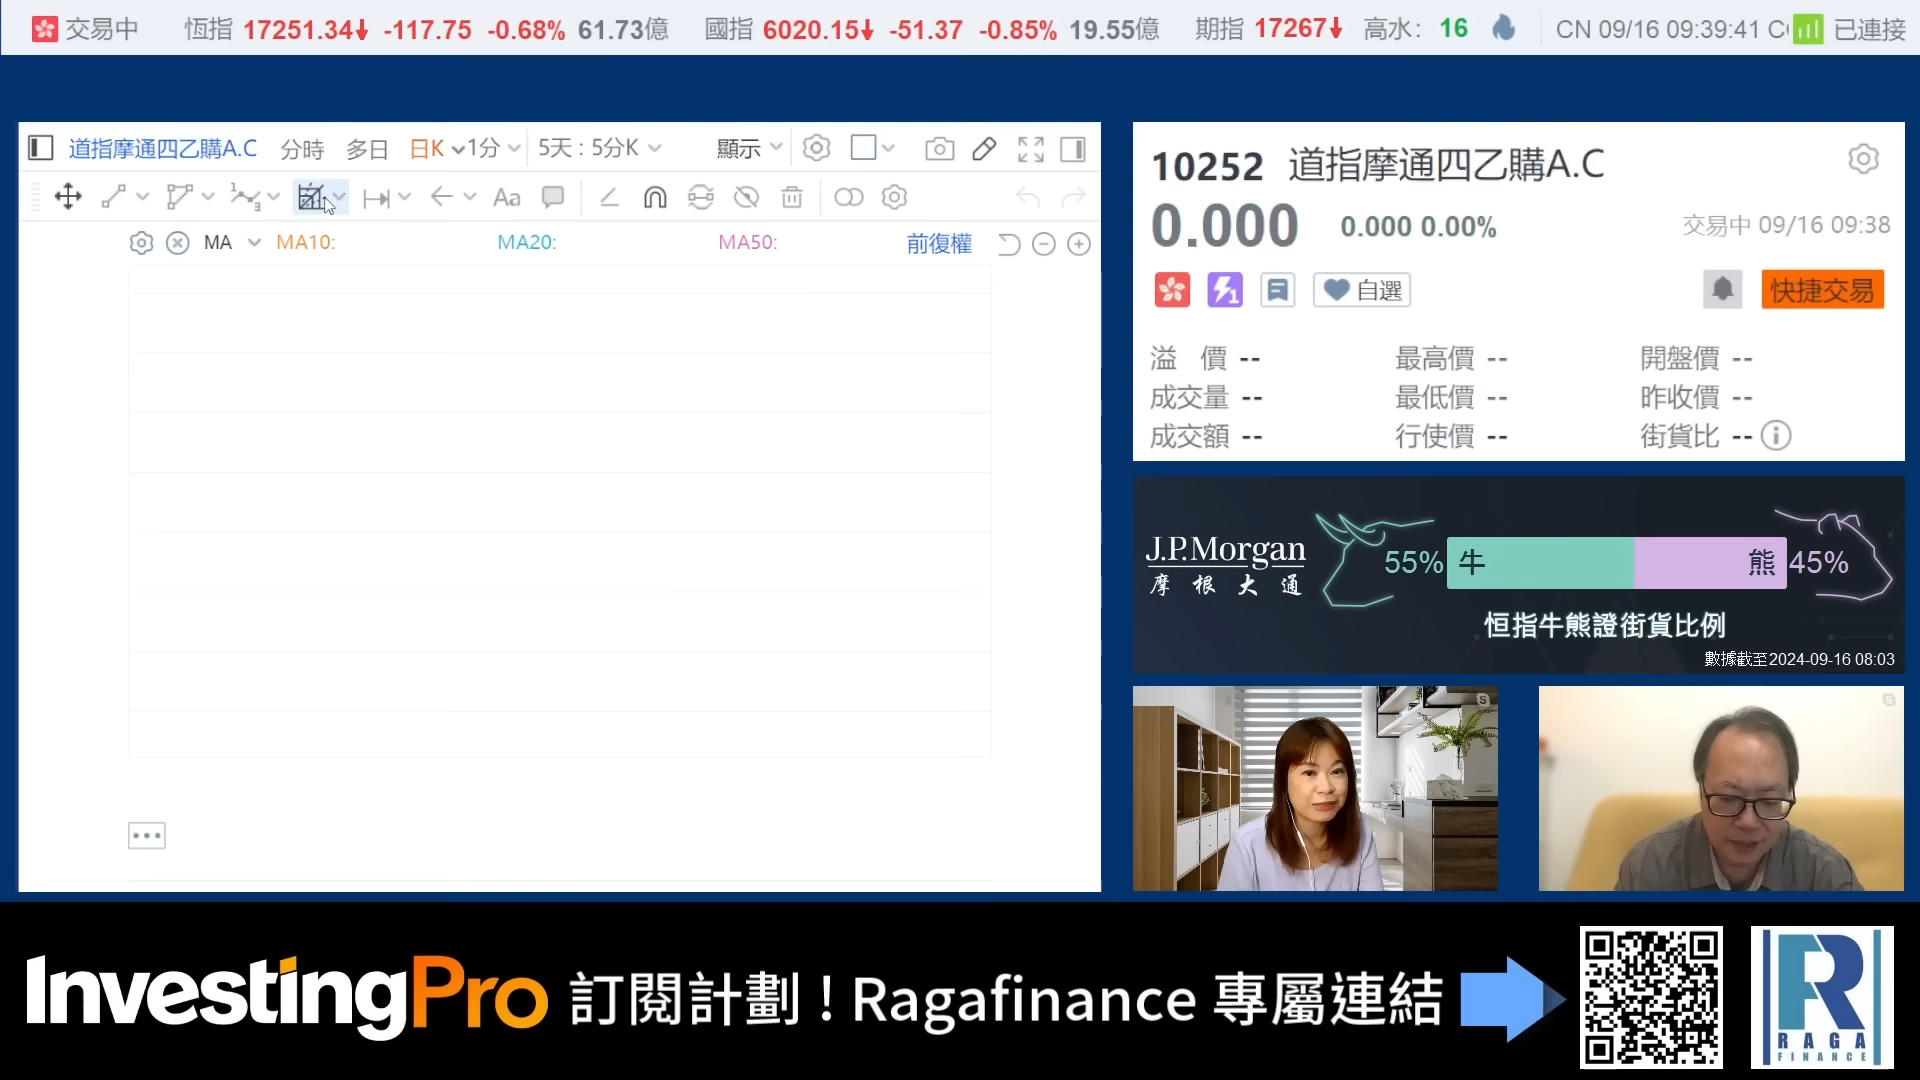 交易中 恆指 17251.34 -117.75 -0.68% 61.73億 國指 6020.15 -51.37 -0.85% 19.55億 期指 17267 高水: 16 CN 09/16 09:39:41 已連接
道指摩通四乙購A.C 分時 多日 日K 1分 5天 : 5分K 顯示
Aa
MA MA10: MA20: MA50: 前復權
10252 道指摩通四乙購A.C
0.000 0.000 0.00% 交易中 09/16 09:38
自選 快捷交易
溢 價 -- 最高價 -- 開盤價 --
成交量 -- 最低價 -- 昨收價 --
成交額 -- 行使價 -- 街貨比 --
J.P.Morgan
摩根大通
55% 牛 熊 45%
恒指牛熊證街貨比例
數據截至2024-09-16 08:03
InvestingPro 訂閱計劃 ! Ragafinance 專屬連結
RAGA
FINANCE